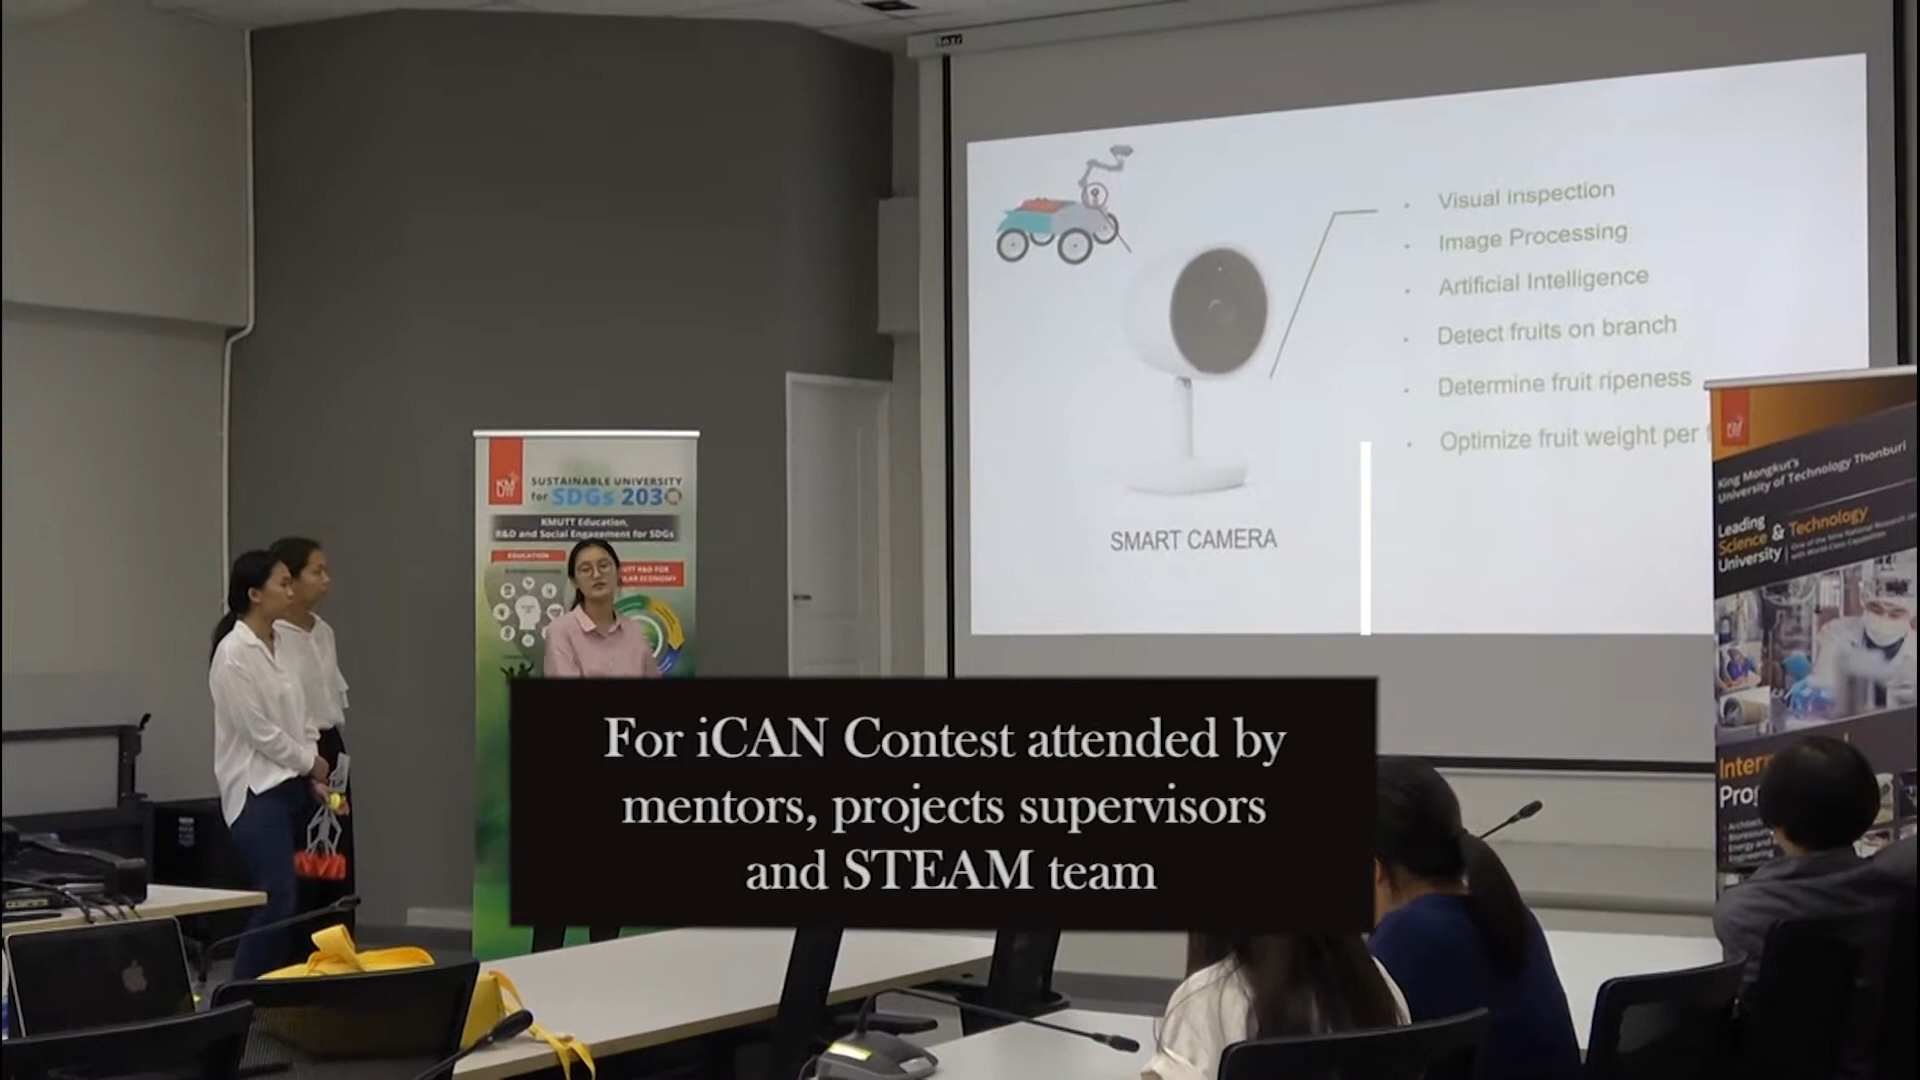 Visual inspection
Image Processing
Artificial Intelligence
Detect fruits on branch
Determine fruit ripeness
Optimize fruit weight per
SMART CAMERA
KMUTT
SUSTAINABLE UNIVERSITY
for SDGs 2030
KMUTT Education,
R&D and Social Engagement for SDGs
EDUCATION
King Mongkut's
University of Technology Thonburi
Leading
Science & Technology
University
For iCAN Contest attended by
mentors, projects supervisors
and STEAM team